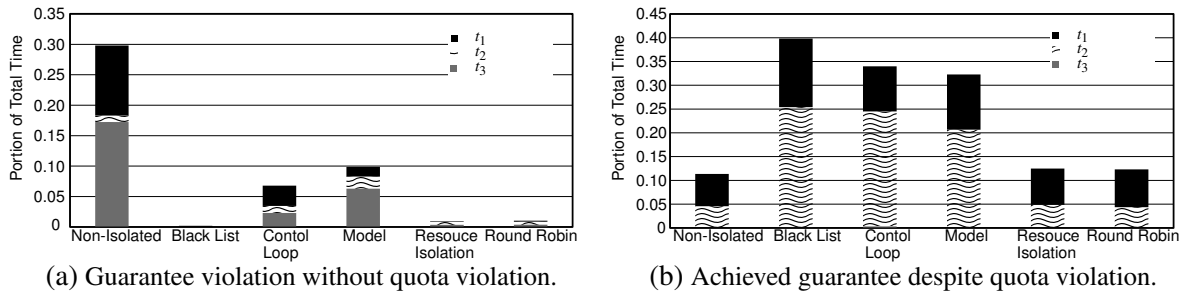 Portion of Total Time
0.35
0.30
0.25
0.20
0.15
0.10
0.05
0
t1
t2
t3
Non-Isolated
Black List
Contol Loop
Model
Resouce Isolation
Round Robin
(a) Guarantee violation without quota violation.
Portion of Total Time
0.45
0.40
0.35
0.30
0.25
0.20
0.15
0.10
0.05
0
t1
t2
t3
Non-Isolated
Black List
Contol Loop
Model
Resouce Isolation
Round Robin
(b) Achieved guarantee despite quota violation.